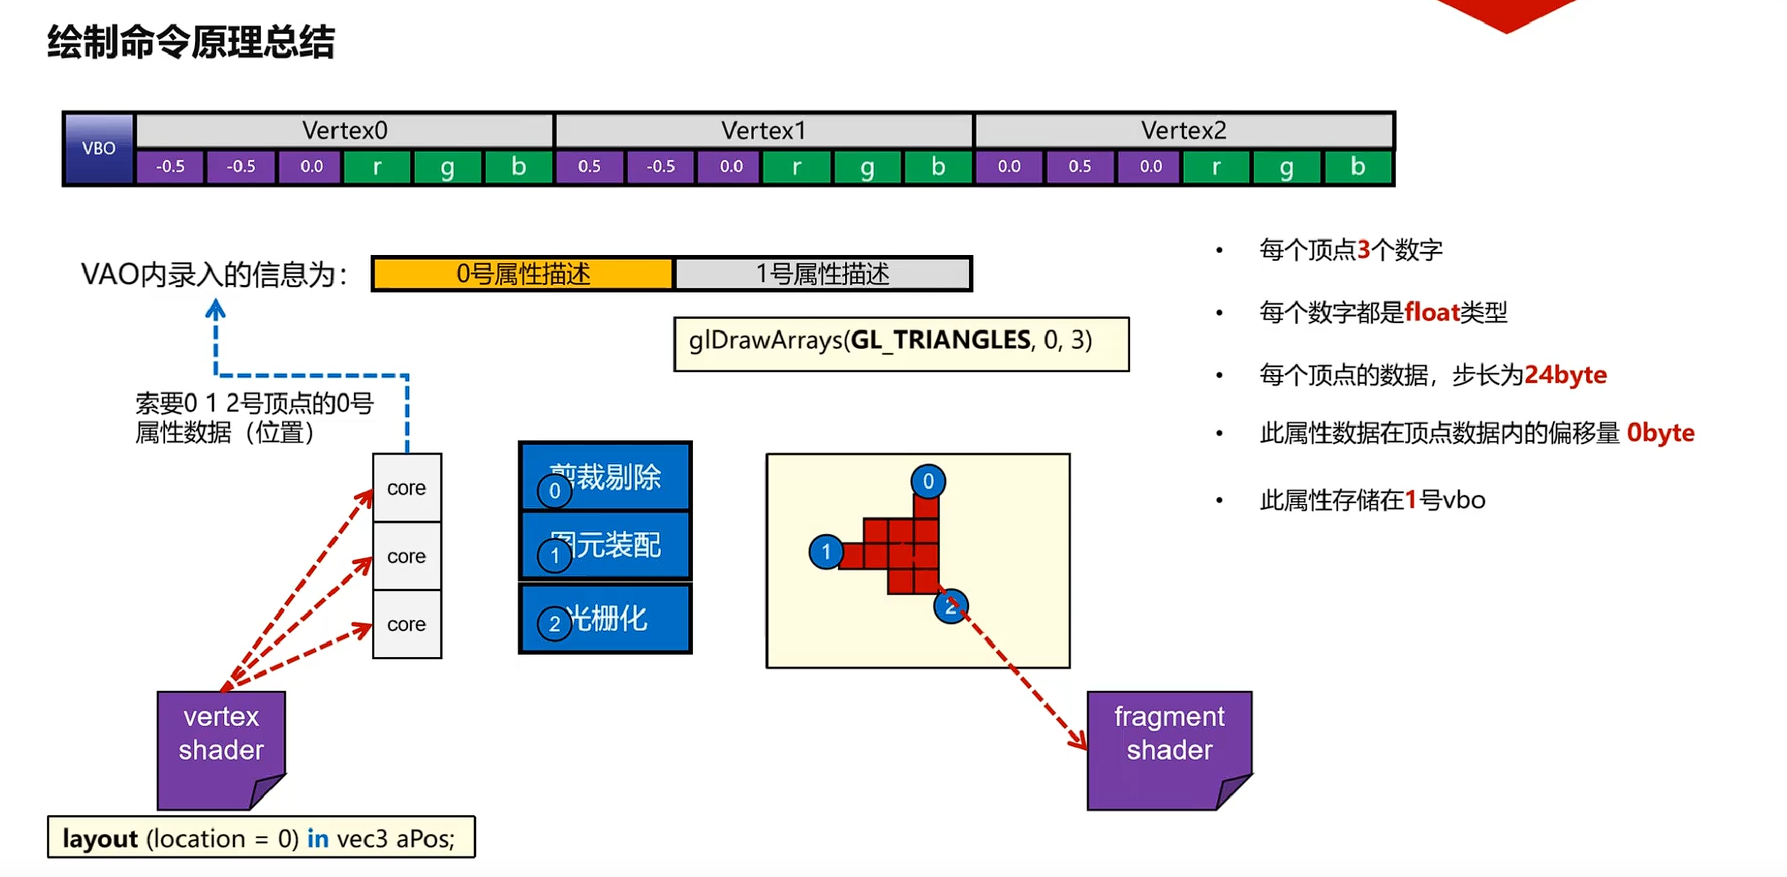 绘制命令原理总结
VBO
Vertex0
Vertex1
Vertex2
-0.5 -0.5 0.0 r g b 0.5 -0.5 0.0 r g b 0.0 0.5 0.0 r g b
VAO内录入的信息为：
0号属性描述
1号属性描述
glDrawArrays(GL_TRIANGLES, 0, 3)
• 每个顶点3个数字
• 每个数字都是float类型
• 每个顶点的数据，步长为24byte
• 此属性数据在顶点数据内的偏移量 0byte
• 此属性存储在1号vbo
索要0 1 2号顶点的0号
属性数据（位置）
core
core
core
剪裁剔除
0
图元装配
1
光栅化
2
0
1
2
vertex
shader
fragment
shader
layout (location = 0) in vec3 aPos;